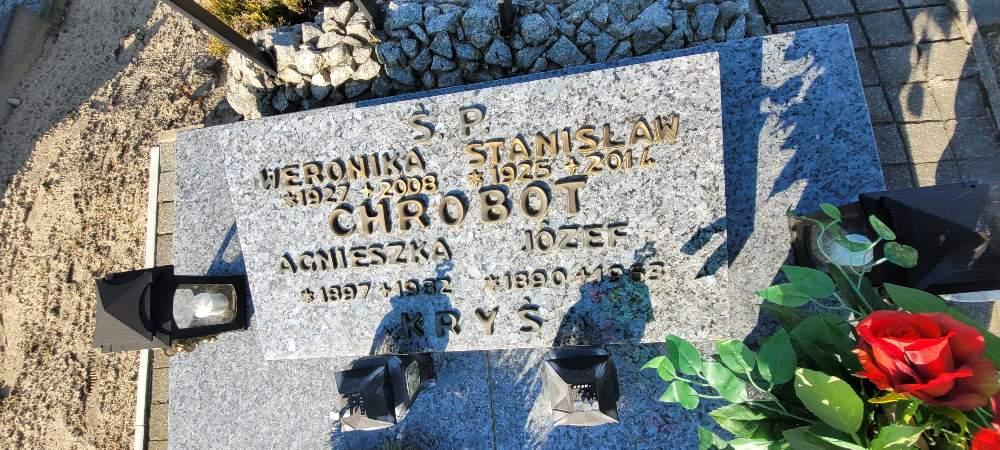 Ś. P.
WERONIKA STANISŁAW
*1927 +2008 *1925 +2014
CHROBOT
AGNIESZKA JÓZEF
*1897 +1982 *1890 +1963
KRYŚ